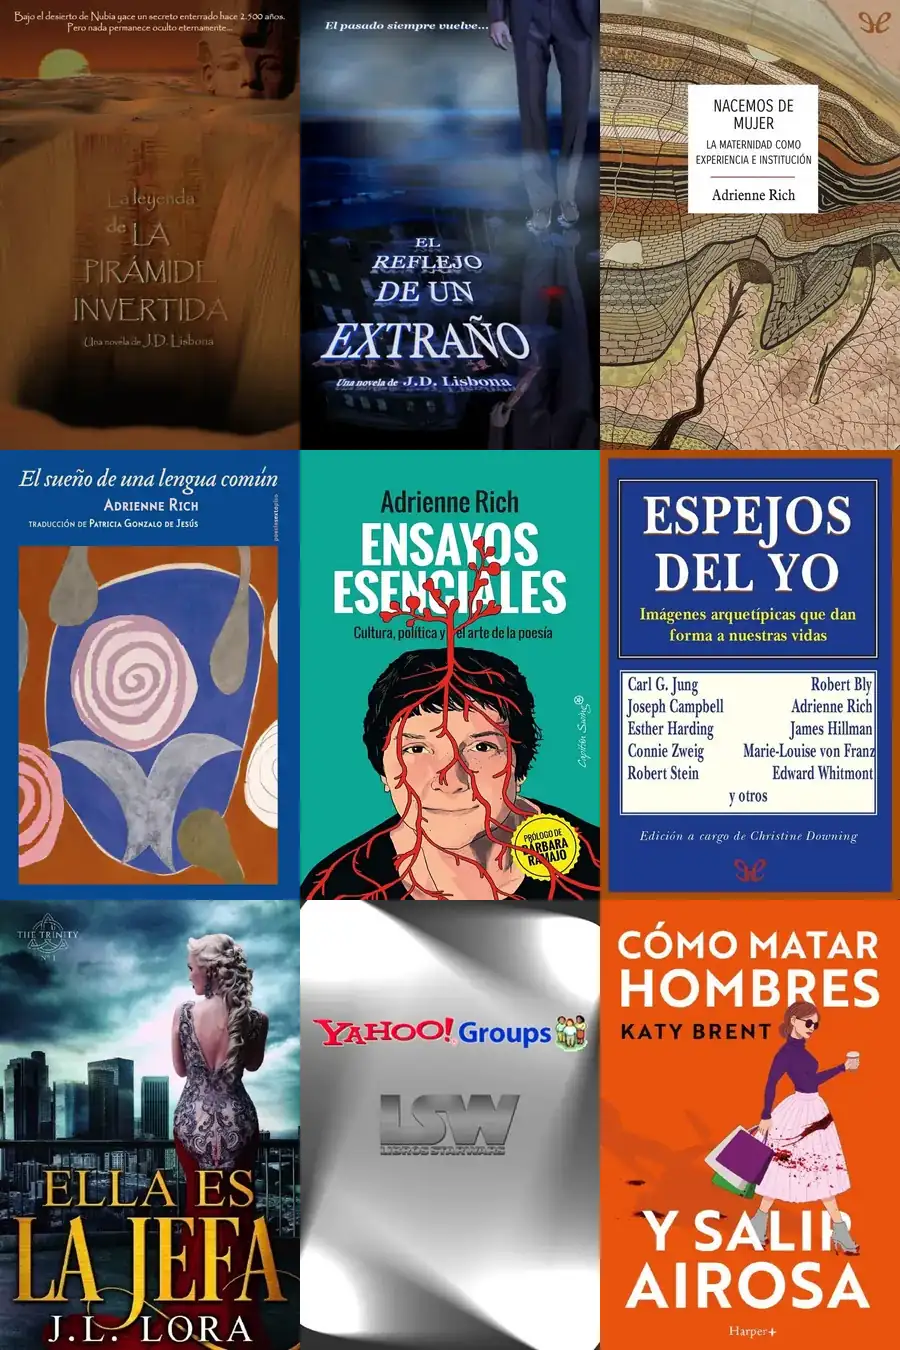 Bajo el desierto de Nubia yace un secreto enterrado hace 2.500 años.
Pero nada permanece oculto eternamente...
La leyenda
de LA
PIRÁMIDE
INVERTIDA
Una novela de J.D. Lisbona
El pasado siempre vuelve...
EL
REFLEJO
DE UN
EXTRAÑO
Una novela de J.D. Lisbona
NACEMOS DE
MUJER
LA MATERNIDAD COMO
EXPERIENCIA E INSTITUCIÓN
Adrienne Rich
El sueño de una lengua común
ADRIENNE RICH
TRADUCCIÓN DE PATRICIA GONZALO DE JESÚS
poesíasextopiso
Adrienne Rich
ENSAYOS
ESENCIALES
Cultura, política y el arte de la poesía
Capitán Swing
PRÓLOGO DE
BÁRBARA
RAMAJO
ESPEJOS
DEL YO
Imágenes arquetípicas que dan
forma a nuestras vidas
Carl G. Jung Robert Bly
Joseph Campbell Adrienne Rich
Esther Harding James Hillman
Connie Zweig Marie-Louise von Franz
Robert Stein Edward Whitmont
y otros
Edición a cargo de Christine Downing
THE TRINITY
Nº 1
ELLA ES
LA JEFA
J.L. LORA
YAHOO! Groups
LSW
LIBROS STARWARS
CÓMO MATAR
HOMBRES
KATY BRENT
Y SALIR
AIROSA
Harper+